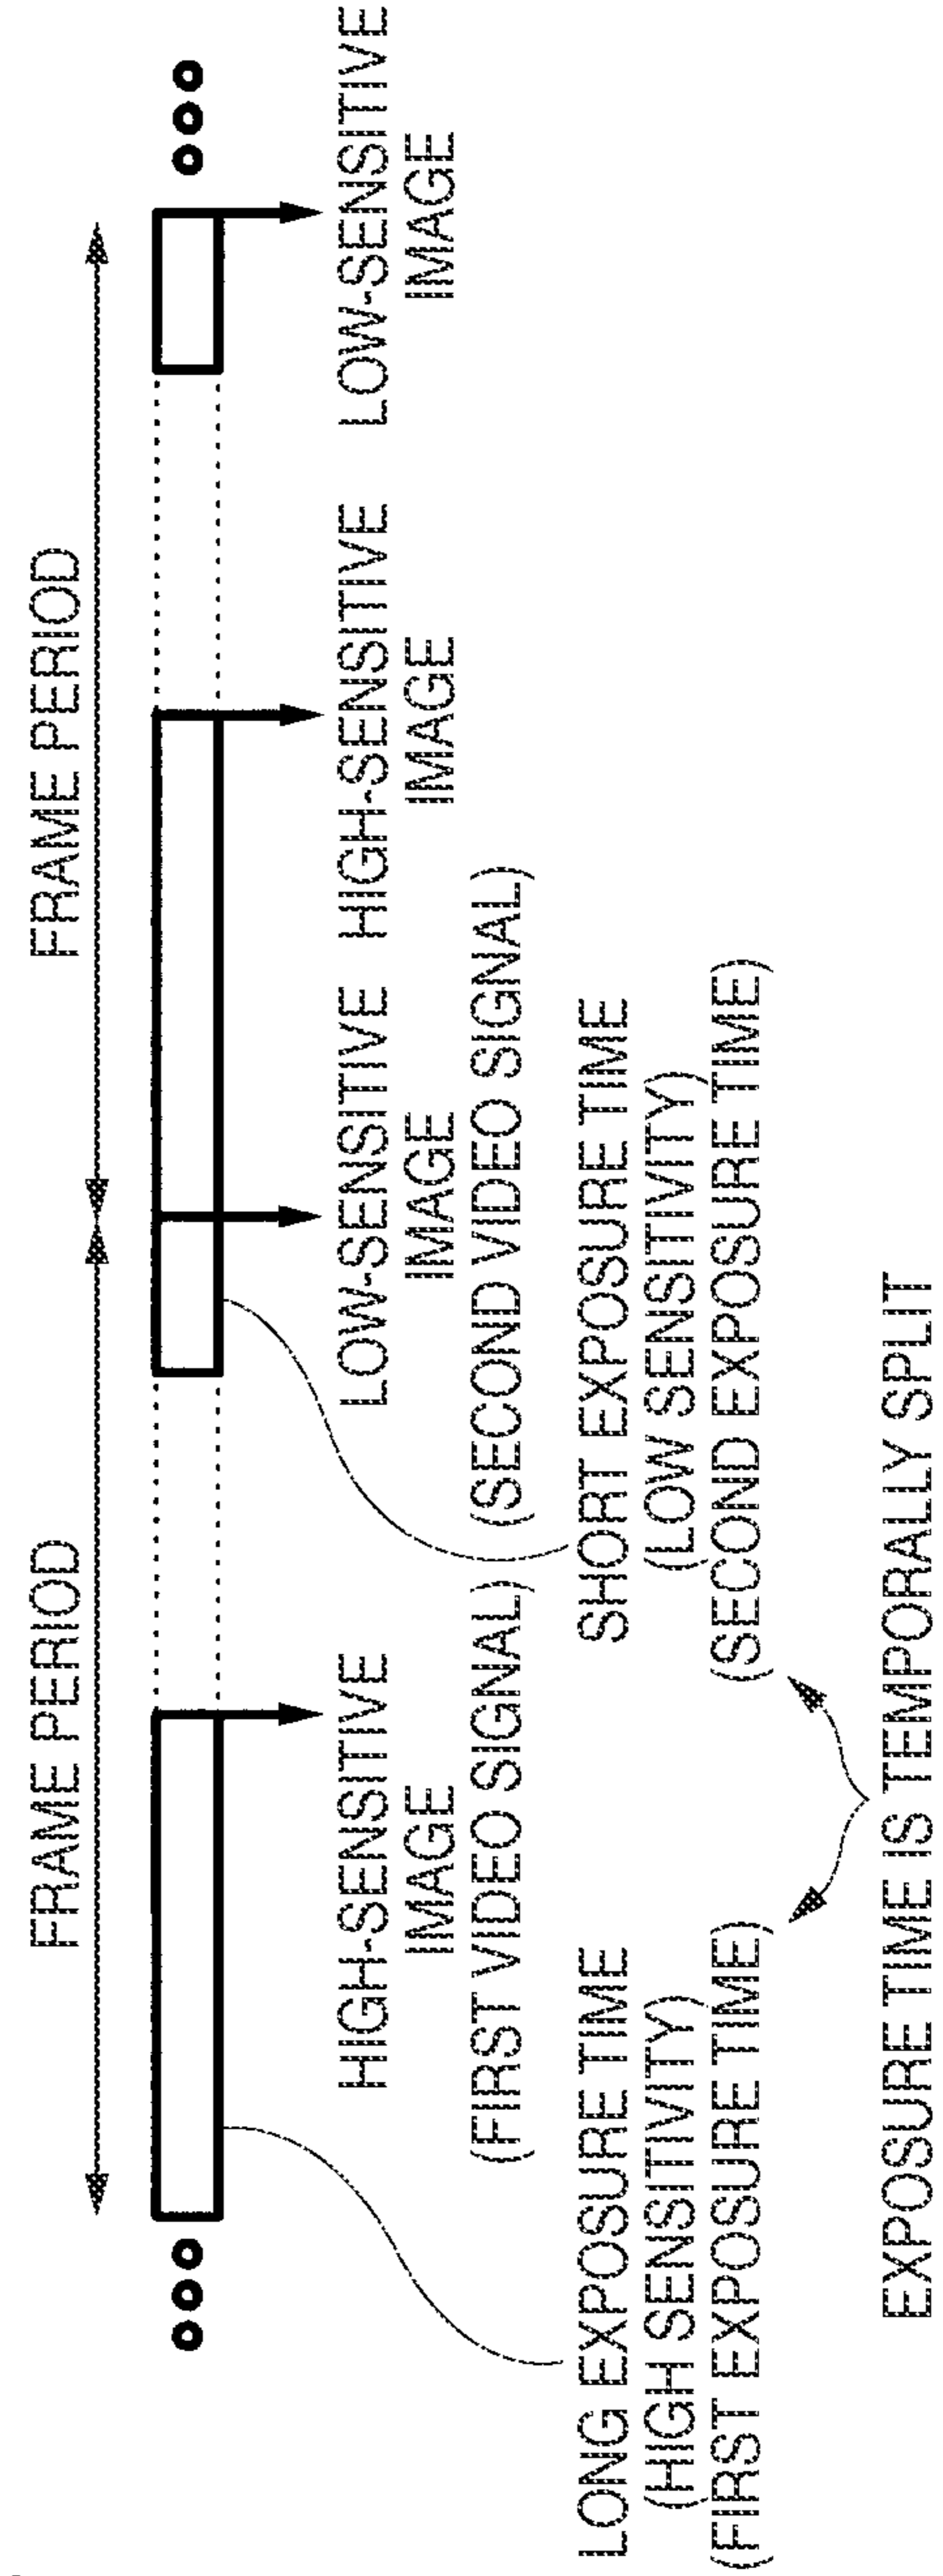 FRAME PERIOD
FRAME PERIOD
HIGH-SENSITIVE
IMAGE
(FIRST VIDEO SIGNAL)
LOW-SENSITIVE
IMAGE
(SECOND VIDEO SIGNAL)
HIGH-SENSITIVE
IMAGE
LOW-SENSITIVE
IMAGE
LONG EXPOSURE TIME
(HIGH SENSITIVITY)
(FIRST EXPOSURE TIME)
SHORT EXPOSURE TIME
(LOW SENSITIVITY)
(SECOND EXPOSURE TIME)
EXPOSURE TIME IS TEMPORALLY SPLIT